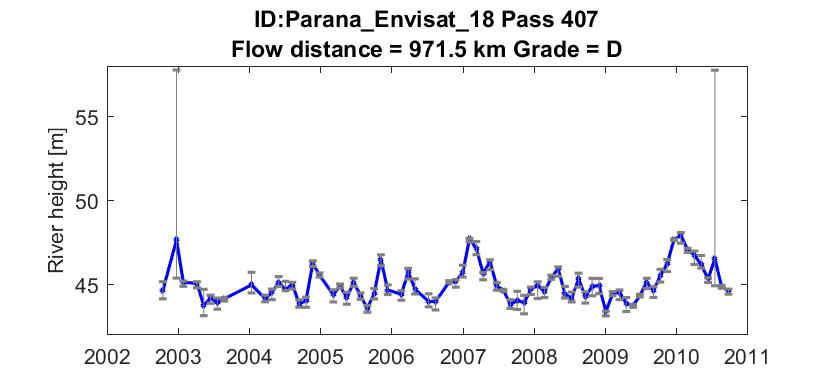 ID:Parana_Envisat_18 Pass 407
Flow distance = 971.5 km Grade = D
River height [m]
55
50
45
2002 2003 2004 2005 2006 2007 2008 2009 2010 2011